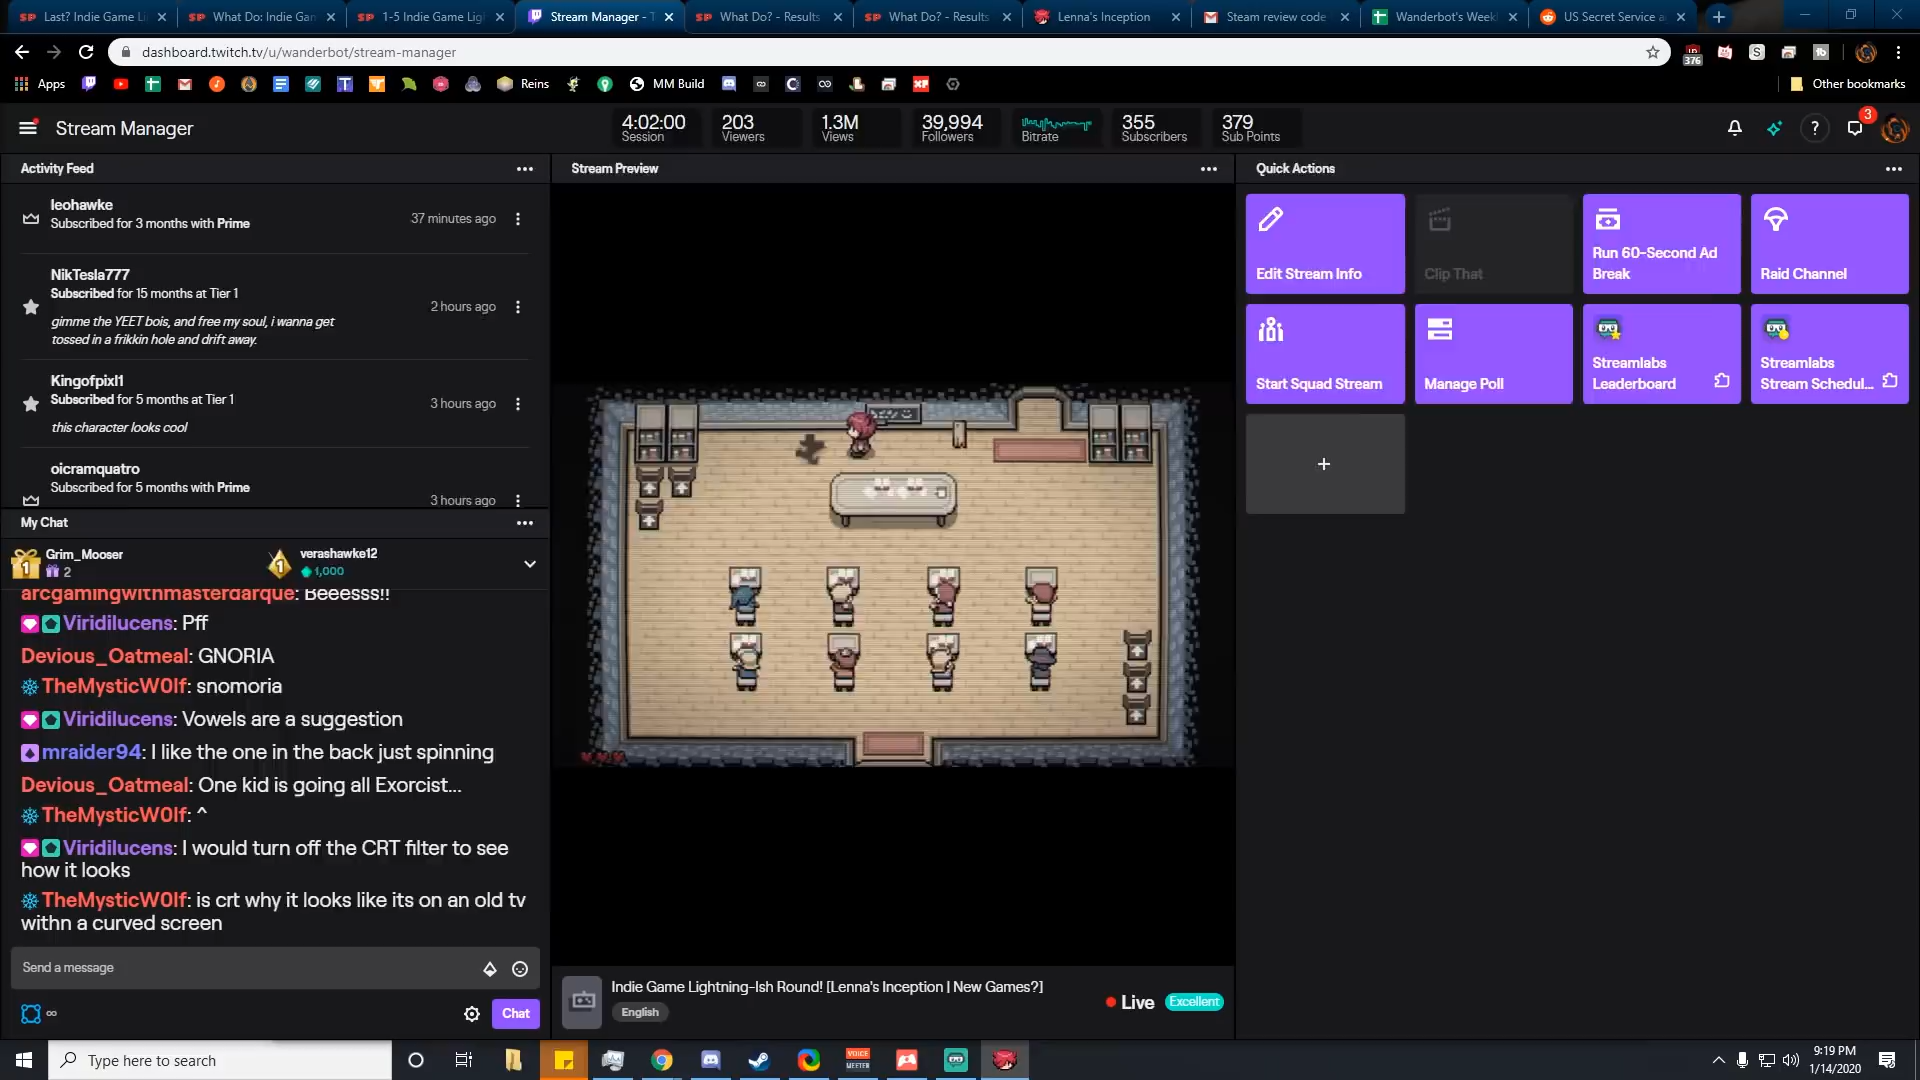 Last? Indie Game Li
What Do: Indie Gam
1-5 Indie Game Ligh
Stream Manager - T
What Do? - Results
What Do? - Results
Lenna's Inception
Steam review code
Wanderbot's Week
US Secret Service a
dashboard.twitch.tv/u/wanderbot/stream-manager
376
Apps
Reins
MM Build
Other bookmarks
Stream Manager
4:02:00
Session
203
Viewers
1.3M
Views
39,994
Followers
Bitrate
355
Subscribers
379
Sub Points
3
Activity Feed
leohawke
Subscribed for 3 months with Prime
37 minutes ago
NikTesla777
Subscribed for 15 months at Tier 1
gimme the YEET bois, and free my soul, i wanna get
tossed in a frikkin hole and drift away.
2 hours ago
Kingofpixl1
Subscribed for 5 months at Tier 1
this character looks cool
3 hours ago
oicramquatro
Subscribed for 5 months with Prime
3 hours ago
My Chat
1
Grim_Mooser
2
1
verashawke12
1,000
arcgamingwithmasterdarque: Beeesss!!
Viridilucens: Pff
Devious_Oatmeal: GNORIA
TheMysticW0lf: snomoria
Viridilucens: Vowels are a suggestion
mraider94: I like the one in the back just spinning
Devious_Oatmeal: One kid is going all Exorcist...
TheMysticW0lf: ^
Viridilucens: I would turn off the CRT filter to see
how it looks
TheMysticW0lf: is crt why it looks like its on an old tv
withn a curved screen
Send a message
∞
Chat
Stream Preview
Indie Game Lightning-Ish Round! [Lenna's Inception | New Games?]
English
Live
Excellent
Quick Actions
Edit Stream Info
Clip That
Run 60-Second Ad
Break
Raid Channel
Start Squad Stream
Manage Poll
Streamlabs
Leaderboard
Streamlabs
Stream Schedul...
Type here to search
VOICE
MEETER
9:19 PM
1/14/2020